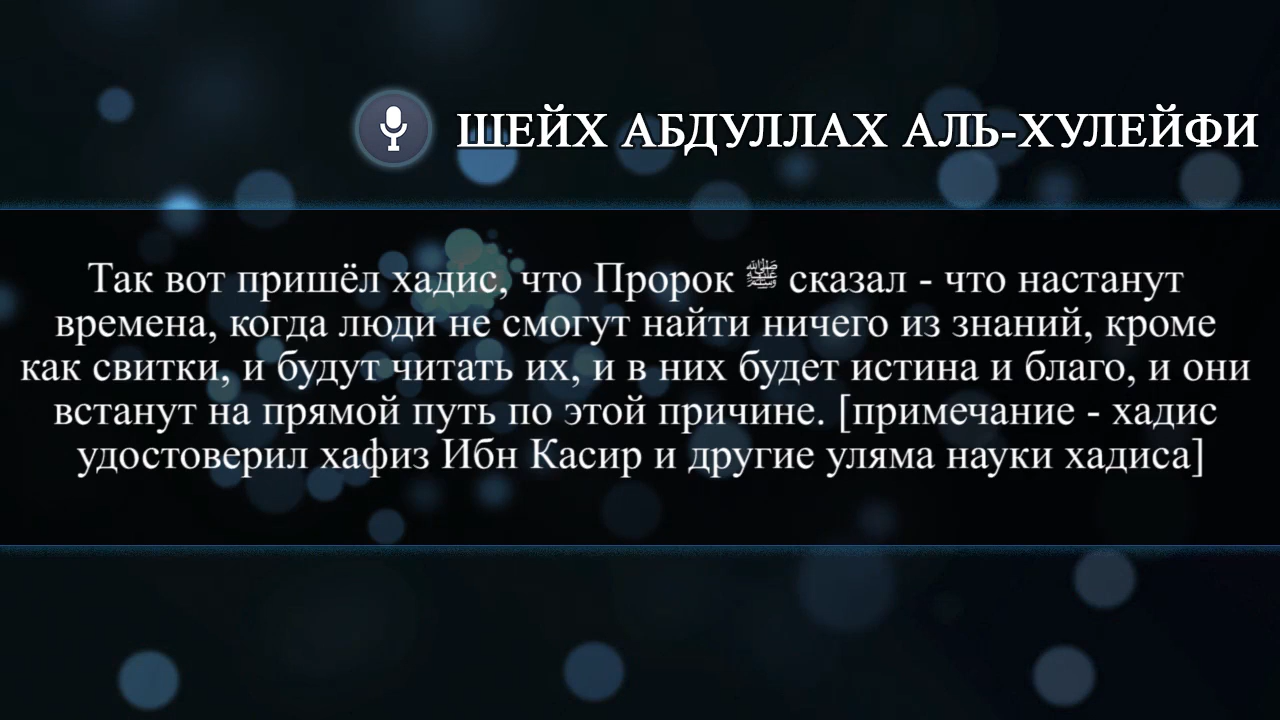 ШЕЙХ АБДУЛЛАХ АЛЬ-ХУЛЕЙФИ
Так вот пришёл хадис, что Пророк ﷺ сказал - что настанут
времена, когда люди не смогут найти ничего из знаний, кроме
как свитки, и будут читать их, и в них будет истина и благо, и они
встанут на прямой путь по этой причине. [примечание - хадис
удостоверил хафиз Ибн Касир и другие уляма науки хадиса]